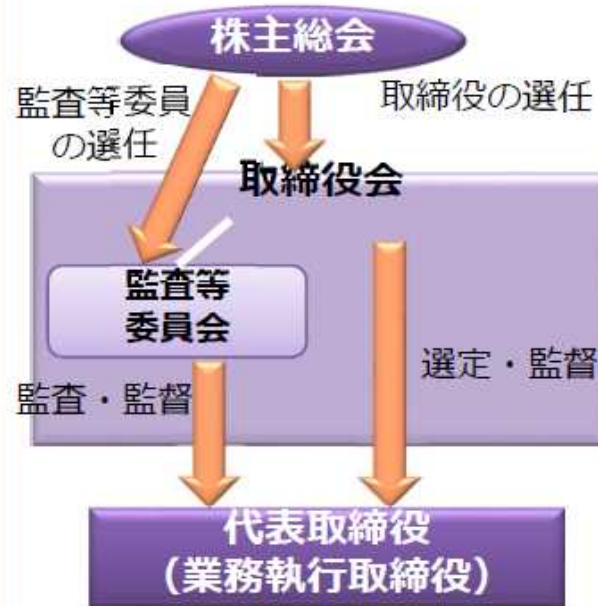 株主総会
監査等委員
の選任
取締役の選任
取締役会
監査等
委員会
選定・監督
監査・監督
代表取締役
（業務執行取締役）